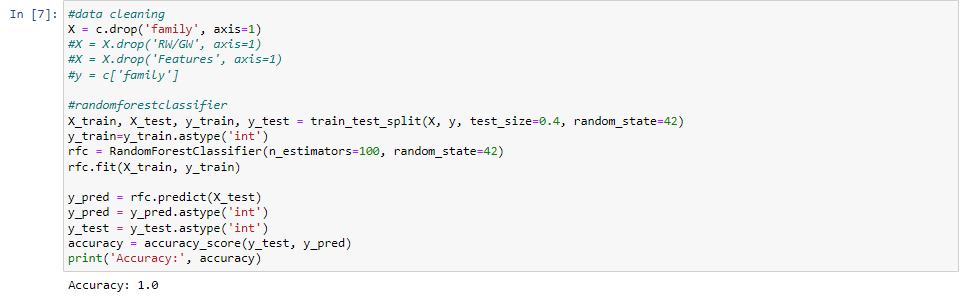 In [7]:
#data cleaning
X = c.drop('family', axis=1)
#X = X.drop('RW/GW', axis=1)
#X = X.drop('Features', axis=1)
#y = c['family']
#randomforestclassifier
X_train, X_test, y_train, y_test = train_test_split(X, y, test_size=0.4, random_state=42)
y_train=y_train.astype('int')
rfc = RandomForestClassifier(n_estimators=100, random_state=42)
rfc.fit(X_train, y_train)
y_pred = rfc.predict(X_test)
y_pred = y_pred.astype('int')
y_test = y_test.astype('int')
accuracy = accuracy_score(y_test, y_pred)
print('Accuracy:', accuracy)
Accuracy: 1.0